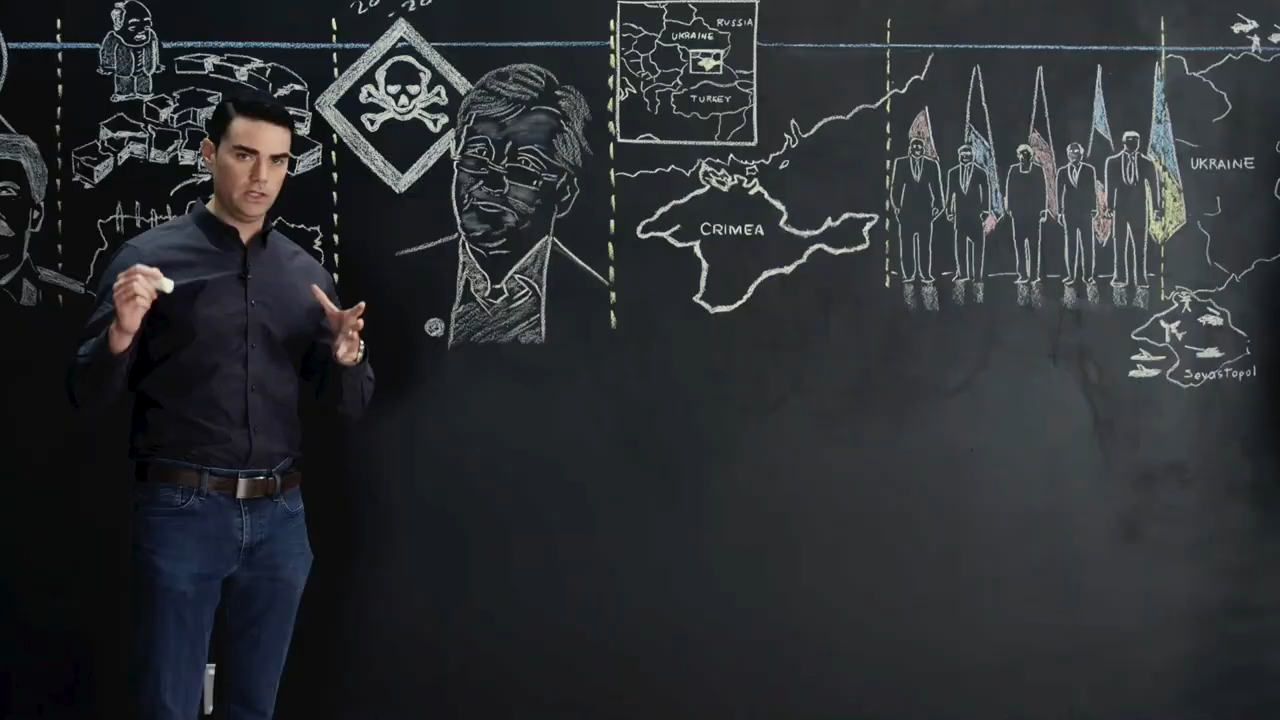 RUSSIA
UKRAINE
TURKEY
CRIMEA
UKRAINE
Sevastopol